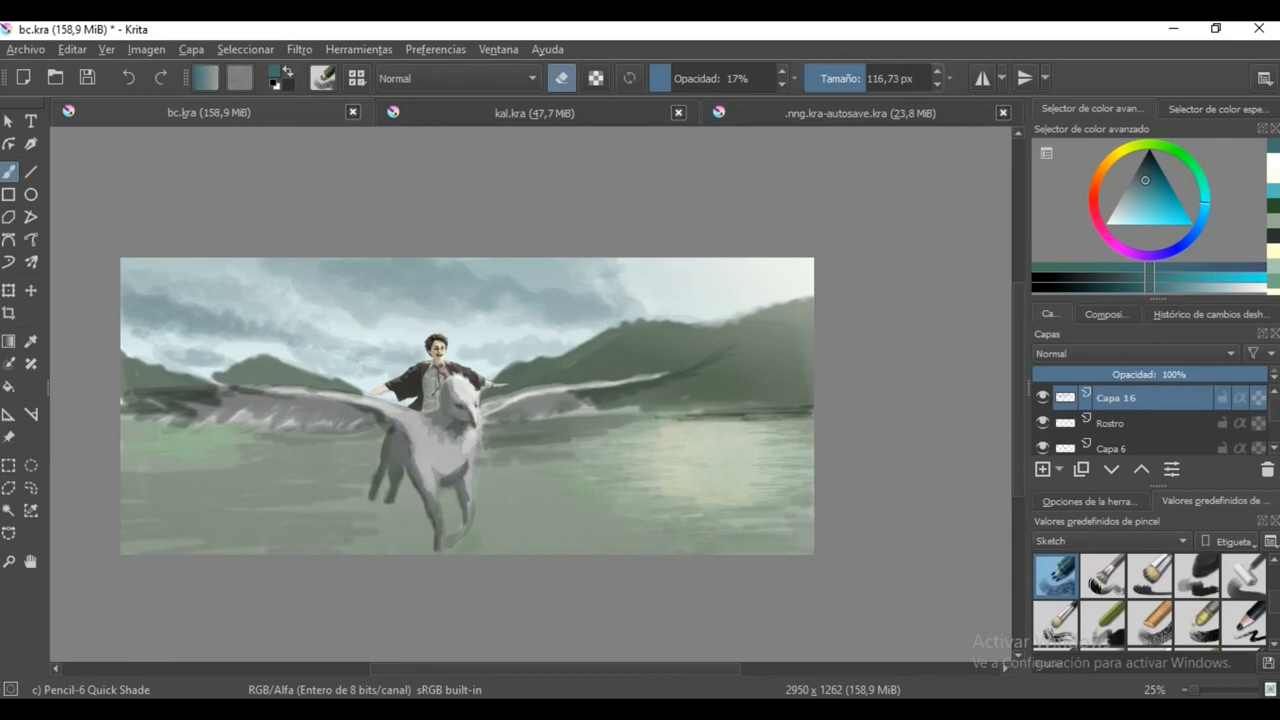 bc.kra (158,9 MiB) * - Krita
Archivo Editar Ver Imagen Capa Seleccionar Filtro Herramientas Preferencias Ventana Ayuda
Normal Opacidad: 17% Tamaño: 116,73 px
bc.kra (158,9 MiB) kal.kra (47,7 MiB) .nng.kra-autosave.kra (23,8 MiB)
Selector de color avan... Selector de color espe...
Selector de color avanzado
Ca... Composi... Histórico de cambios desh...
Capas
Normal
Opacidad: 100%
Capa 16
Rostro
Capa 6
Opciones de la herra... Valores predefinidos de ...
Valores predefinidos de pincel
Sketch Etiqueta
Activar Windows
Ve a Configuración para activar Windows.
c) Pencil-6 Quick Shade RGB/Alfa (Entero de 8 bits/canal) sRGB built-in 2950 x 1262 (158,9 MiB) 25%